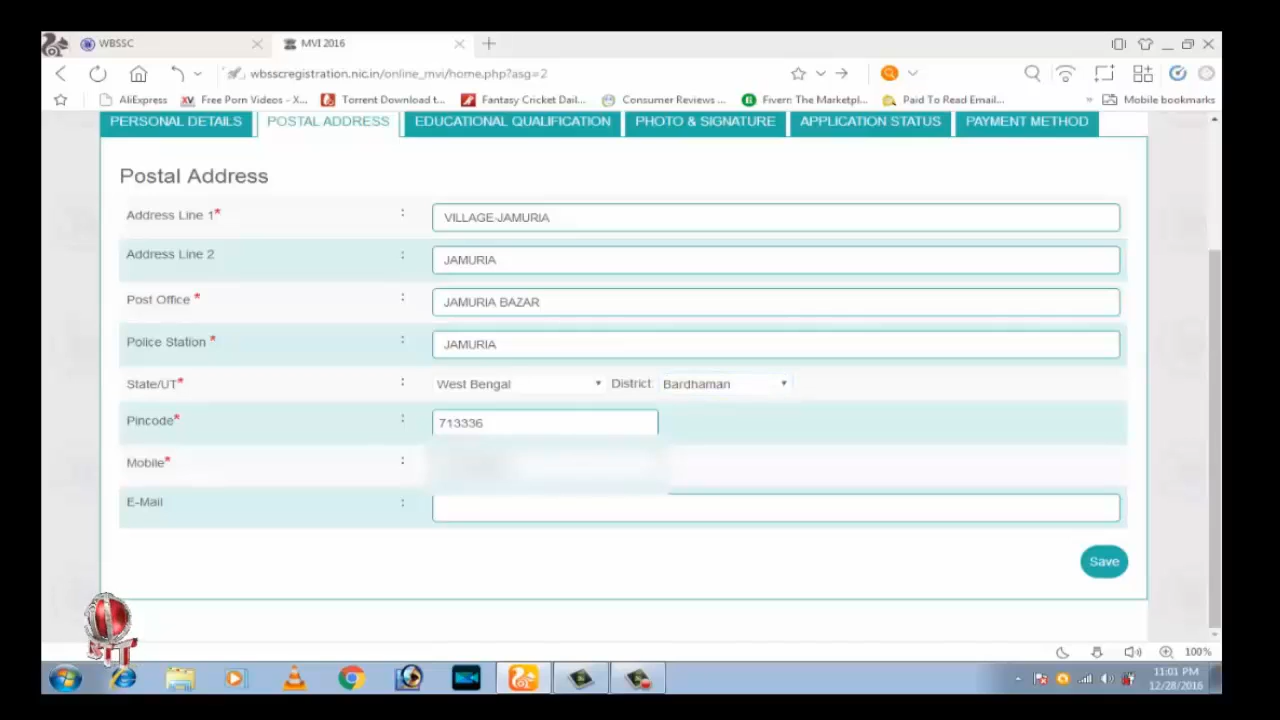 WBSSC MVI 2016
wbsscregistration.nic.in/online_mvi/home.php?asg=2
AliExpress XV Free Porn Videos - X... Torrent Download t... Fantasy Cricket Dail... Consumer Reviews ... Fiverr: The Marketpl... Paid To Read Email... » Mobile bookmarks
PERSONAL DETAILS POSTAL ADDRESS EDUCATIONAL QUALIFICATION PHOTO & SIGNATURE APPLICATION STATUS PAYMENT METHOD
Postal Address
Address Line 1* : VILLAGE-JAMURIA
Address Line 2 : JAMURIA
Post Office * : JAMURIA BAZAR
Police Station * : JAMURIA
State/UT* : West Bengal District: Bardhaman
Pincode* : 713336
Mobile* :
E-Mail :
Save
100%
11:01 PM
12/28/2016